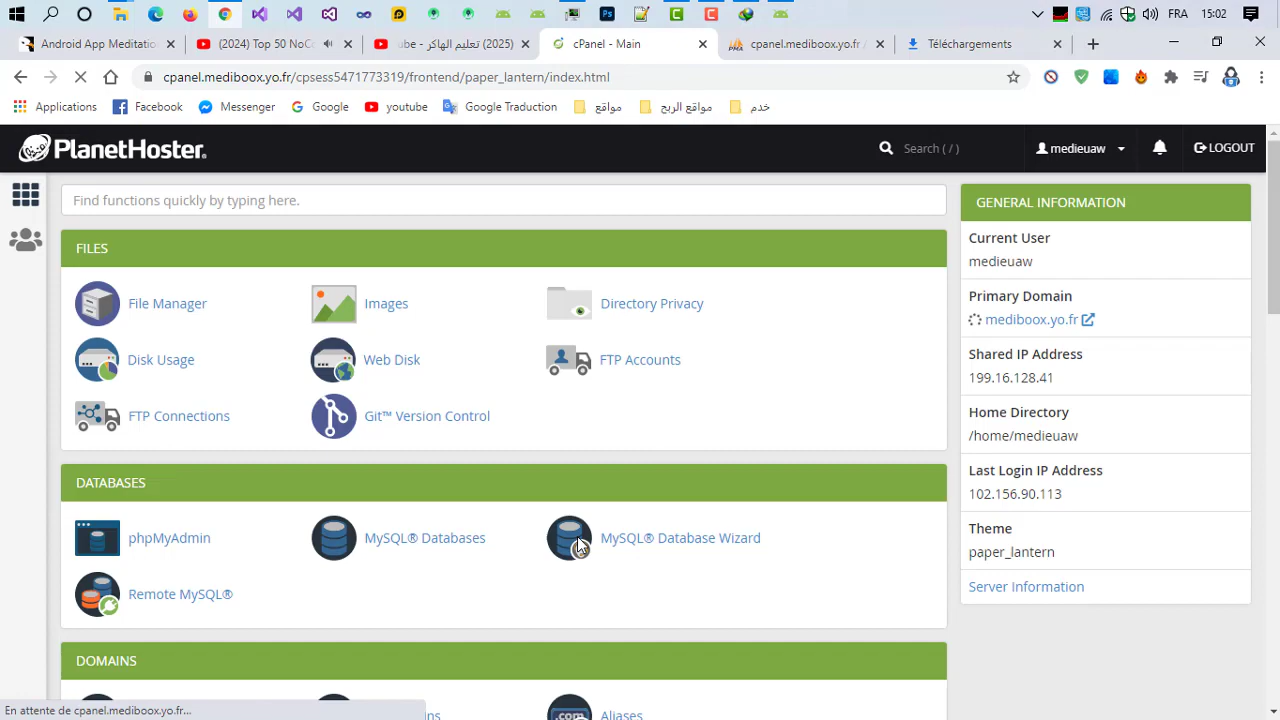 FRA 15:02
Android App Meditatio
(2024) Top 50 NoC
ube - تعليم الهاكر (2025)
cPanel - Main
cpanel.mediboox.yo.fr /
Téléchargements
cpanel.mediboox.yo.fr/cpsess5471773319/frontend/paper_lantern/index.html
Applications Facebook Messenger Google youtube Google Traduction مواقع مواقع الربح خدم
PlanetHoster.
Search ( / )
medieuaw
LOGOUT
Find functions quickly by typing here.
FILES
File Manager Images Directory Privacy
Disk Usage Web Disk FTP Accounts
FTP Connections Git™ Version Control
DATABASES
phpMyAdmin MySQL® Databases MySQL® Database Wizard
Remote MySQL®
DOMAINS
ins Aliases
.com
GENERAL INFORMATION
Current User
medieuaw
Primary Domain
mediboox.yo.fr
Shared IP Address
199.16.128.41
Home Directory
/home/medieuaw
Last Login IP Address
102.156.90.113
Theme
paper_lantern
Server Information
En attente de cpanel.mediboox.yo.fr...